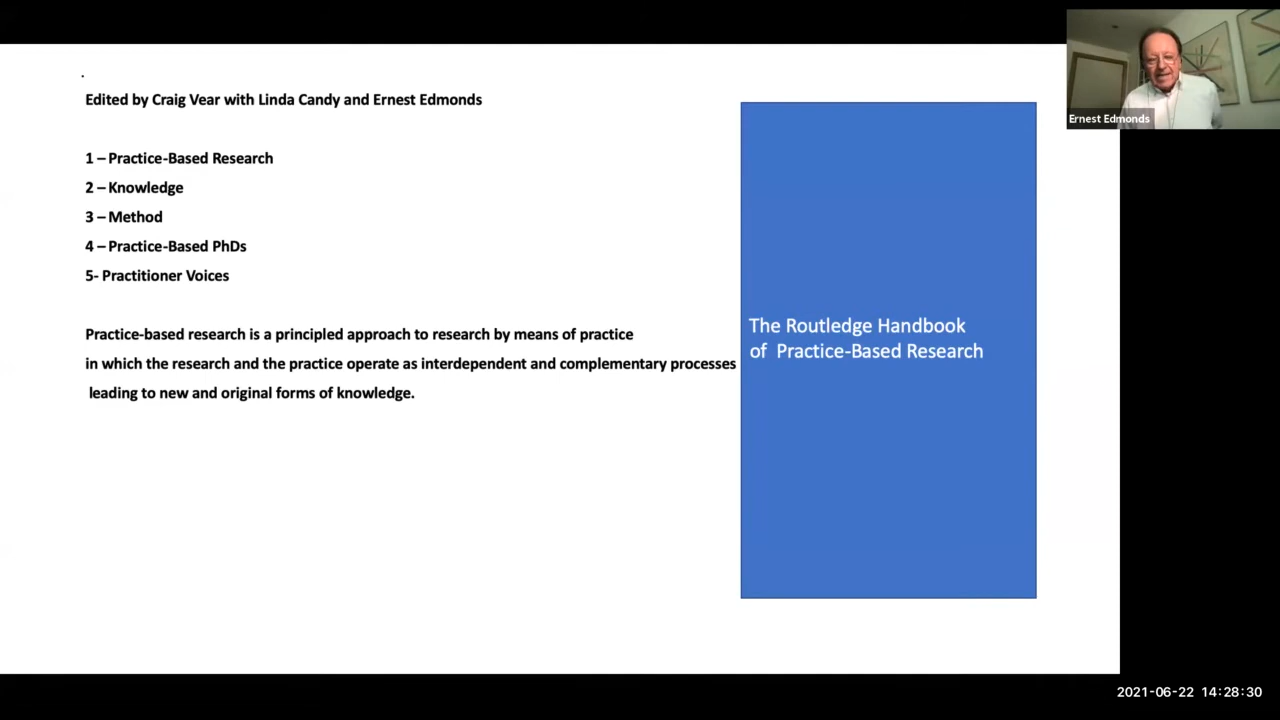 .
Edited by Craig Vear with Linda Candy and Ernest Edmonds
1 – Practice-Based Research
2 – Knowledge
3 – Method
4 – Practice-Based PhDs
5- Practitioner Voices
Practice-based research is a principled approach to research by means of practice
in which the research and the practice operate as interdependent and complementary processes
leading to new and original forms of knowledge.
The Routledge Handbook
of Practice-Based Research
Ernest Edmonds
2021-06-22 14:28:30